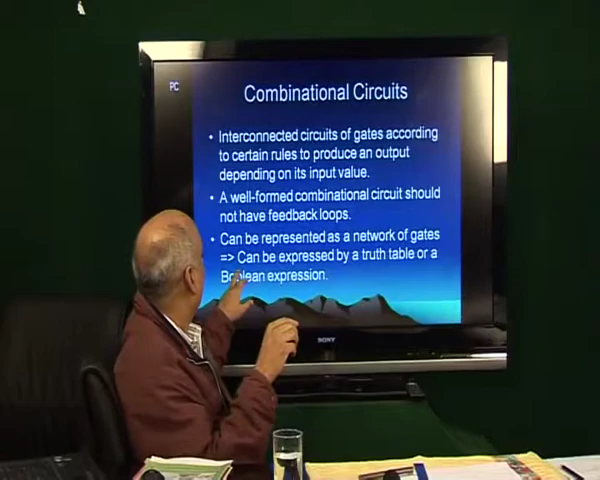 PC
Combinational Circuits
• Interconnected circuits of gates according
to certain rules to produce an output
depending on its input value.
• A well-formed combinational circuit should
not have feedback loops.
• Can be represented as a network of gates
=> Can be expressed by a truth table or a
Boolean expression.
SONY